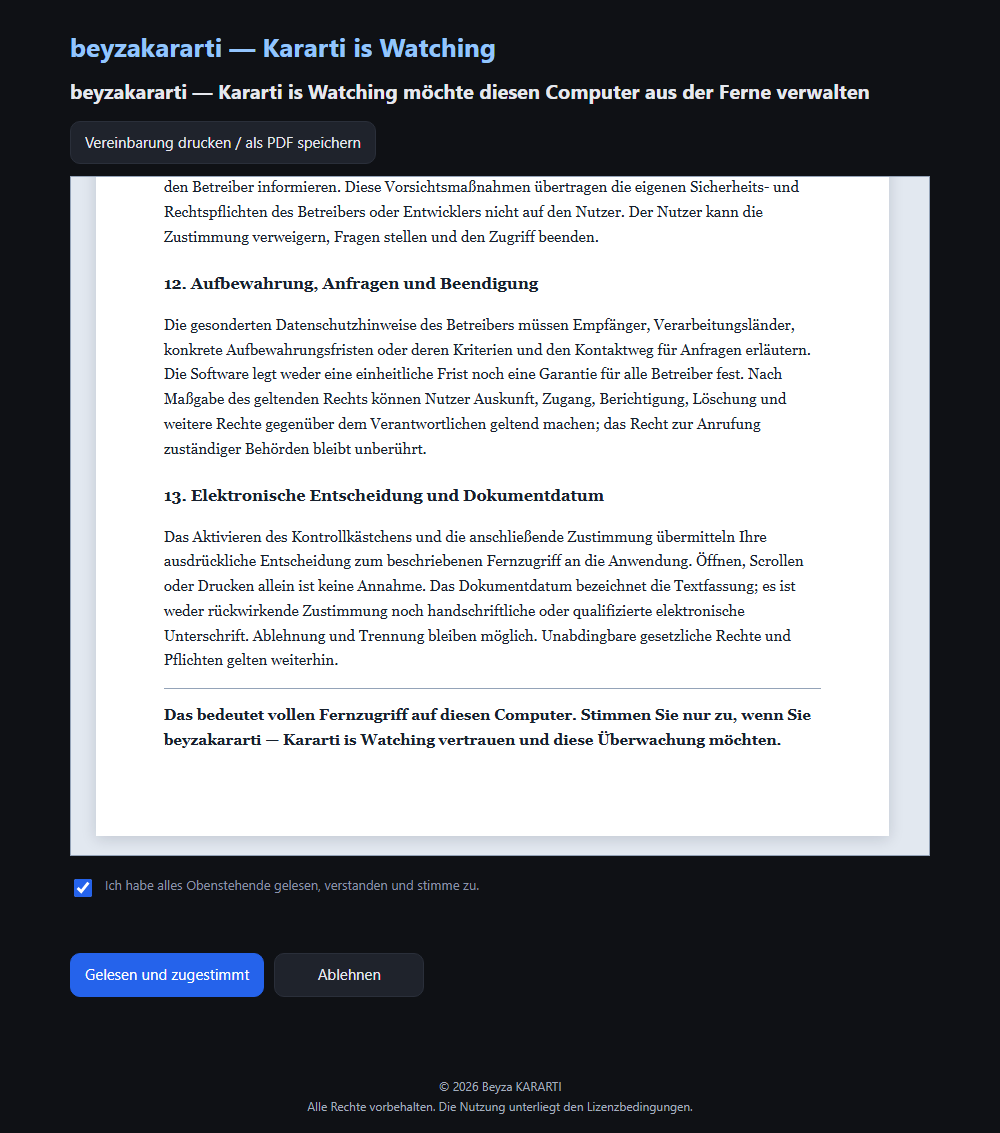 beyzakararti — Kararti is Watching
beyzakararti — Kararti is Watching möchte diesen Computer aus der Ferne verwalten
Vereinbarung drucken / als PDF speichern
den Betreiber informieren. Diese Vorsichtsmaßnahmen übertragen die eigenen Sicherheits- und
Rechtspflichten des Betreibers oder Entwicklers nicht auf den Nutzer. Der Nutzer kann die
Zustimmung verweigern, Fragen stellen und den Zugriff beenden.
12. Aufbewahrung, Anfragen und Beendigung
Die gesonderten Datenschutzhinweise des Betreibers müssen Empfänger, Verarbeitungsländer,
konkrete Aufbewahrungsfristen oder deren Kriterien und den Kontaktweg für Anfragen erläutern.
Die Software legt weder eine einheitliche Frist noch eine Garantie für alle Betreiber fest. Nach
Maßgabe des geltenden Rechts können Nutzer Auskunft, Zugang, Berichtigung, Löschung und
weitere Rechte gegenüber dem Verantwortlichen geltend machen; das Recht zur Anrufung
zuständiger Behörden bleibt unberührt.
13. Elektronische Entscheidung und Dokumentdatum
Das Aktivieren des Kontrollkästchens und die anschließende Zustimmung übermitteln Ihre
ausdrückliche Entscheidung zum beschriebenen Fernzugriff an die Anwendung. Öffnen, Scrollen
oder Drucken allein ist keine Annahme. Das Dokumentdatum bezeichnet die Textfassung; es ist
weder rückwirkende Zustimmung noch handschriftliche oder qualifizierte elektronische
Unterschrift. Ablehnung und Trennung bleiben möglich. Unabdingbare gesetzliche Rechte und
Pflichten gelten weiterhin.
Das bedeutet vollen Fernzugriff auf diesen Computer. Stimmen Sie nur zu, wenn Sie
beyzakararti — Kararti is Watching vertrauen und diese Überwachung möchten.
Ich habe alles Obenstehende gelesen, verstanden und stimme zu.
Gelesen und zugestimmt
Ablehnen
© 2026 Beyza KARARTI
Alle Rechte vorbehalten. Die Nutzung unterliegt den Lizenzbedingungen.